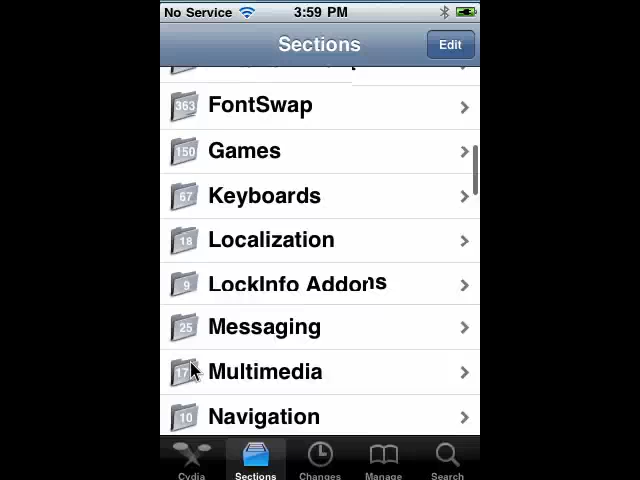 No Service 3:59 PM
Sections Edit
363 FontSwap
150 Games
67 Keyboards
18 Localization
9 LockInfo Addons
25 Messaging
Multimedia
10 Navigation
Cydia Sections Changes Manage Search